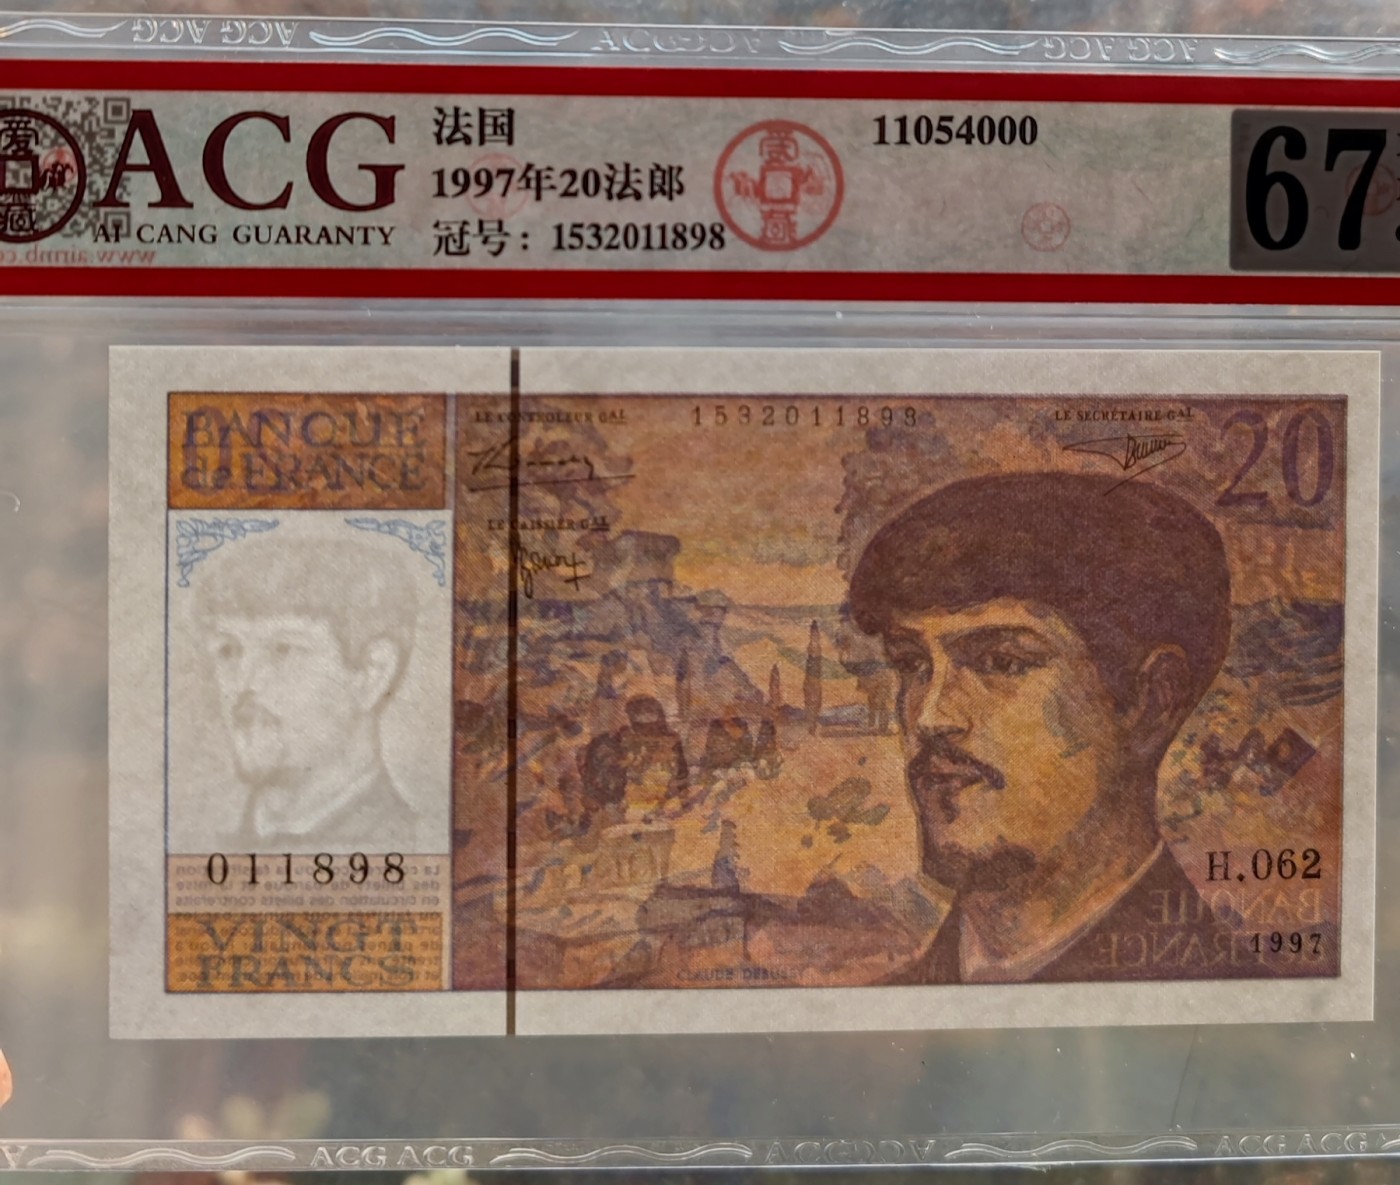 ACG ACG
ACG ACG
ACG
AI CANG GUARANTY
法国
1997年20法郎
冠号：1532011898
11054000
67
BANQUE
de FRANCE
LE CONTROLEUR GAL
1532011898
LE SECRÉTAIRE GAL
20
LE CAISSIER GAL
011898
VINGT
FRANCS
H.062
BANQUE
FRANCE
1997
CLAUDE DEBUSSY
ACG ACG
ACG ACG